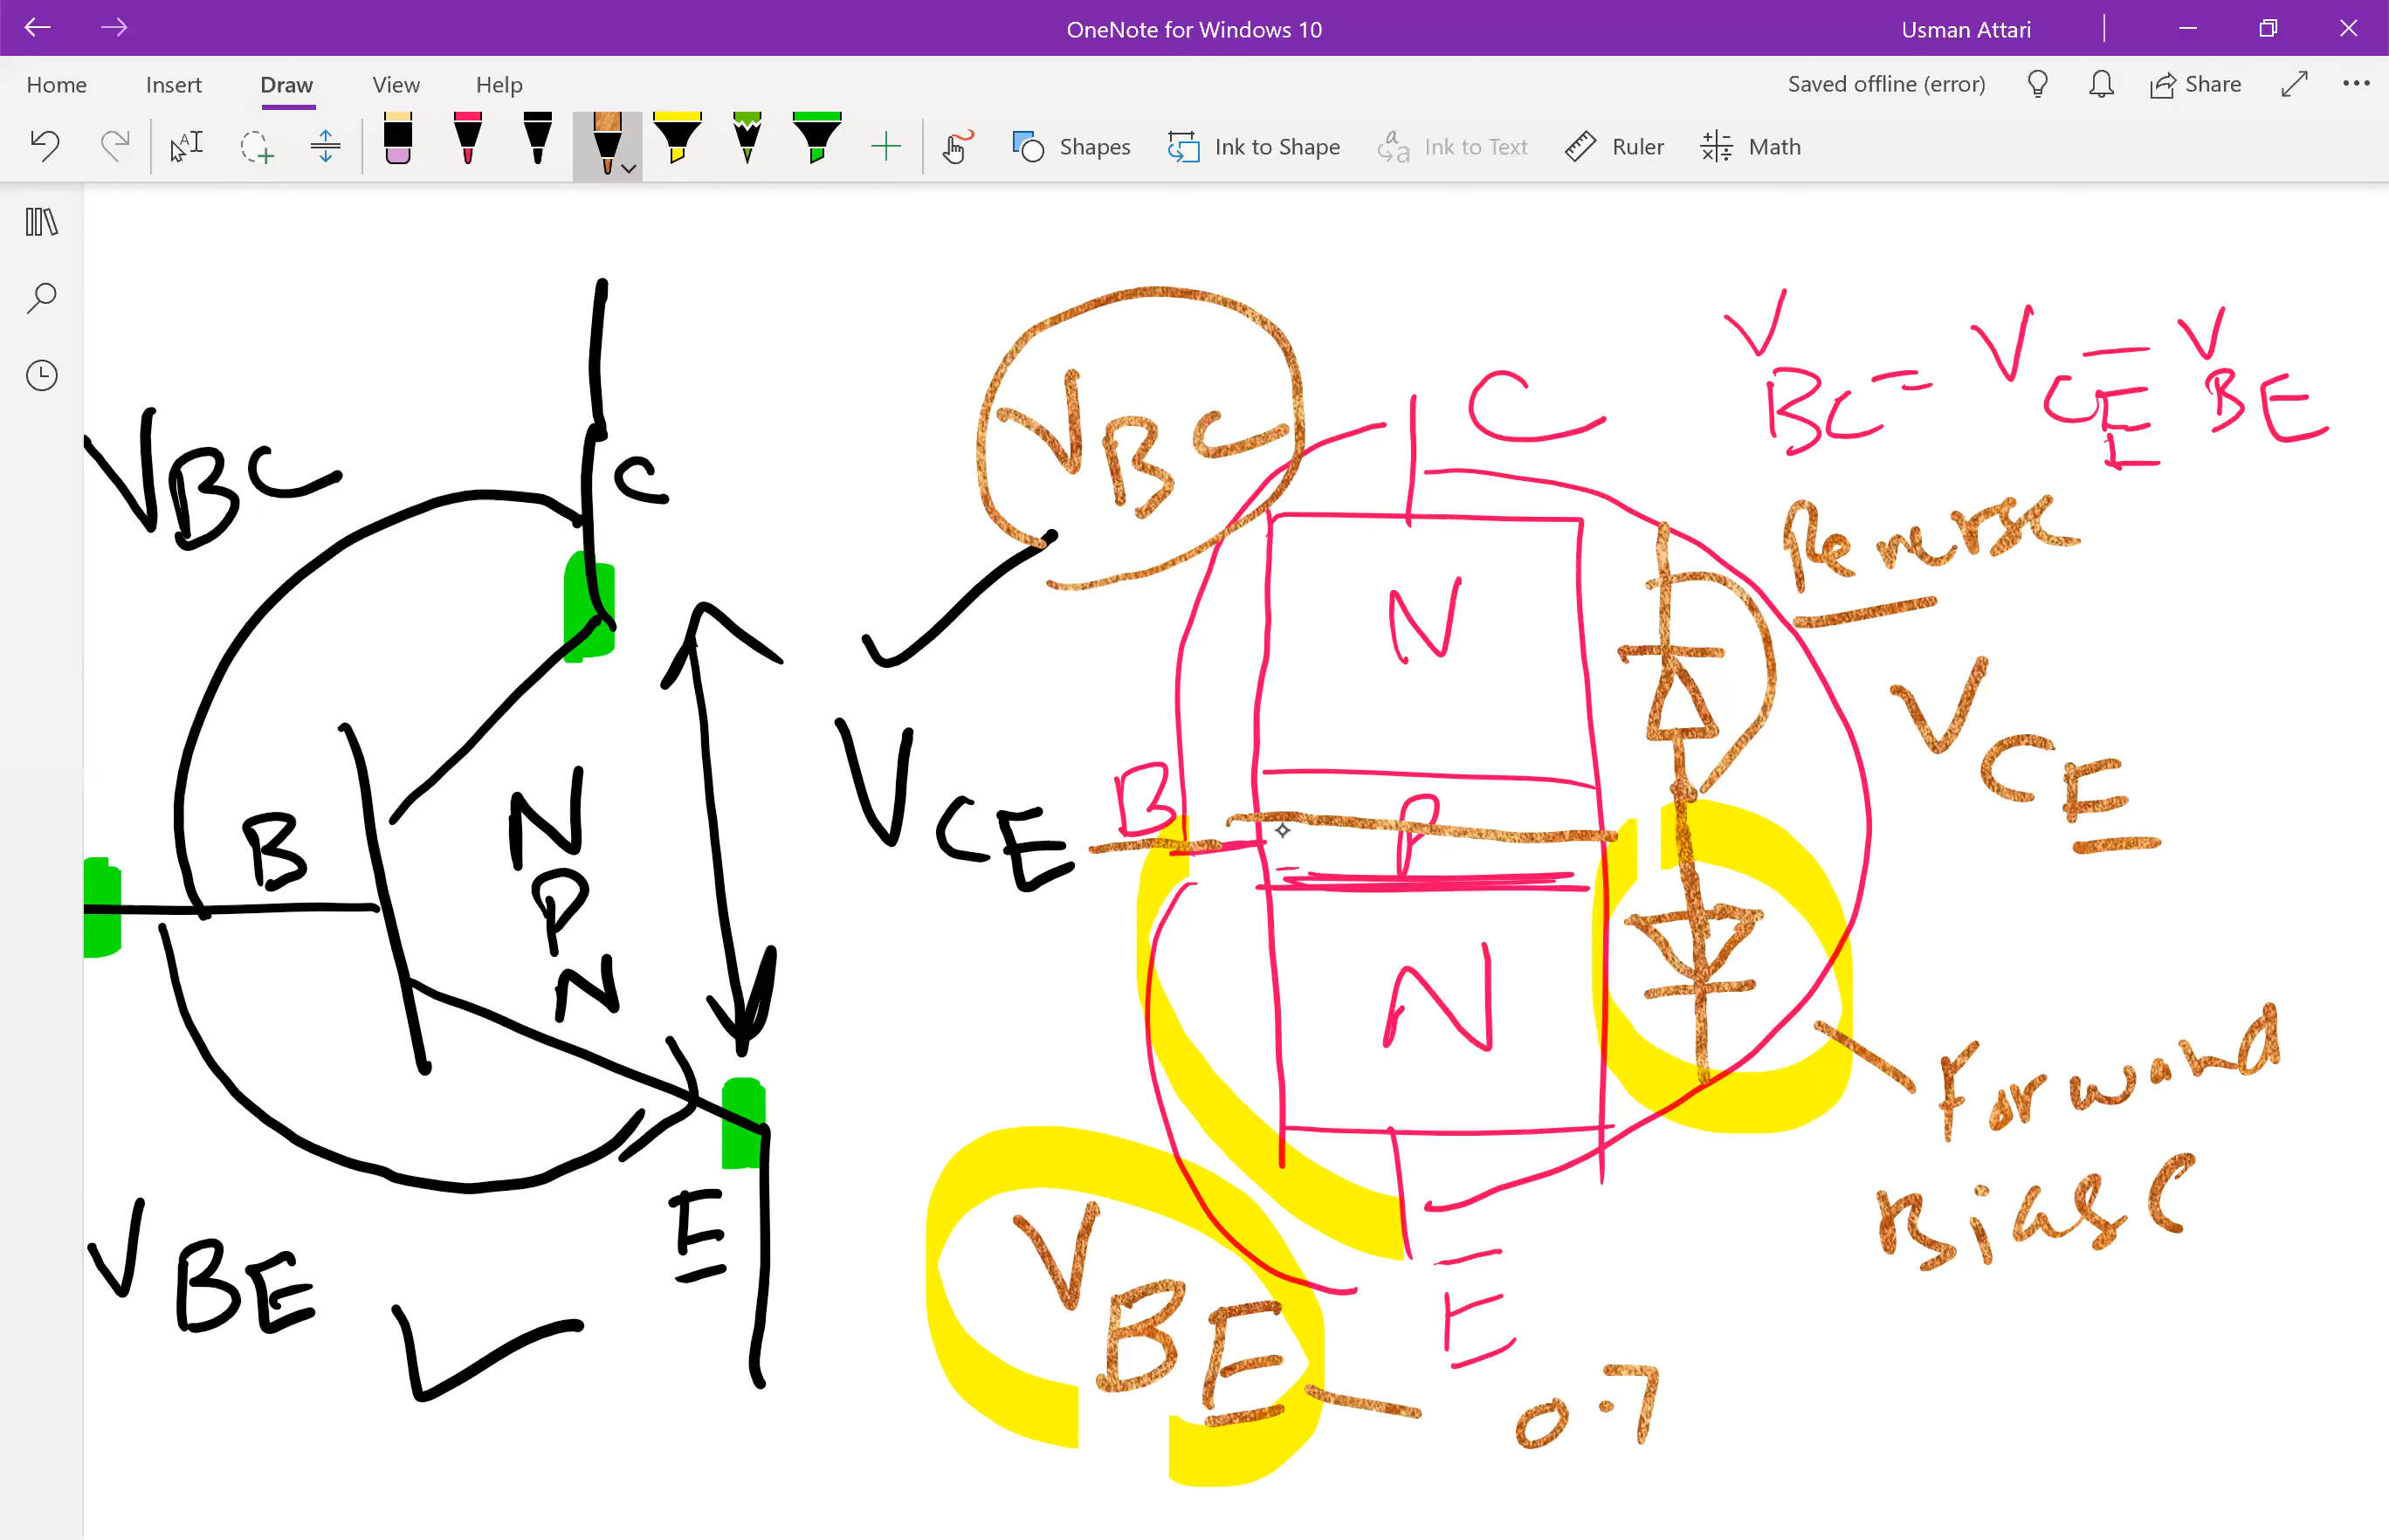 OneNote for Windows 10
Usman Attari
Home Insert Draw View Help
Saved offline (error)
Share
Shapes
Ink to Shape
Ink to Text
Ruler
Math
VBC
C
B
N
P
N
VCE
E
VBE
VBC
C
VBC = VCE - VBE
Reverse
N
VCE
B
P
N
Forward
Bias
VBE - 0.7
E